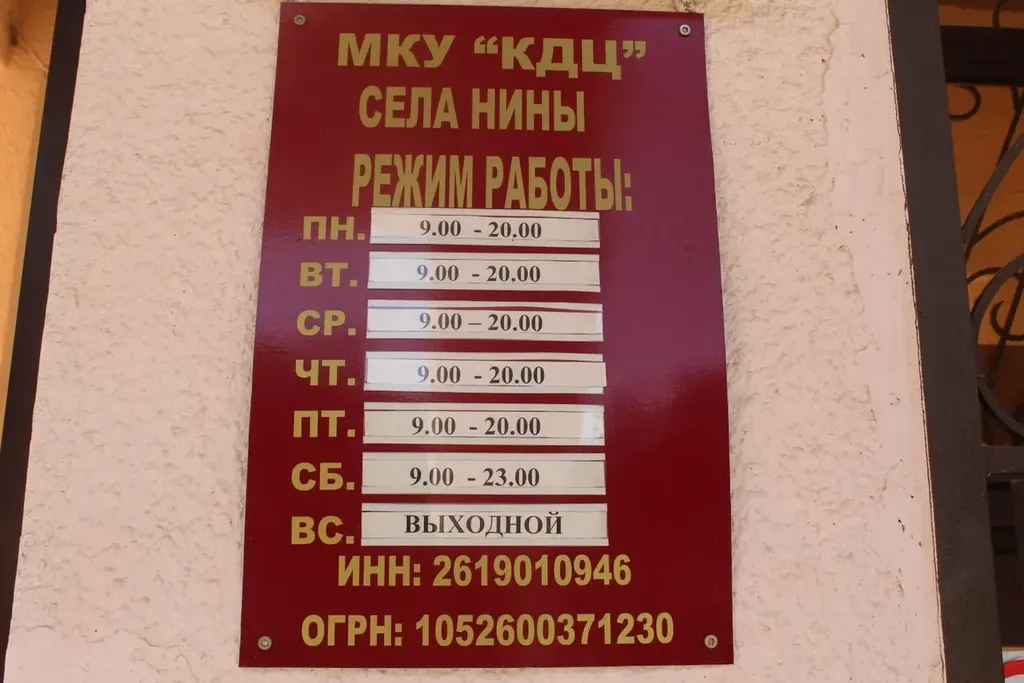 МКУ “КДЦ”
СЕЛА НИНЫ
РЕЖИМ РАБОТЫ:
ПН. 9.00 - 20.00
ВТ. 9.00 - 20.00
СР. 9.00 – 20.00
ЧТ. 9.00 - 20.00
ПТ. 9.00 - 20.00
СБ. 9.00 - 23.00
ВС. ВЫХОДНОЙ
ИНН: 2619010946
ОГРН: 1052600371230